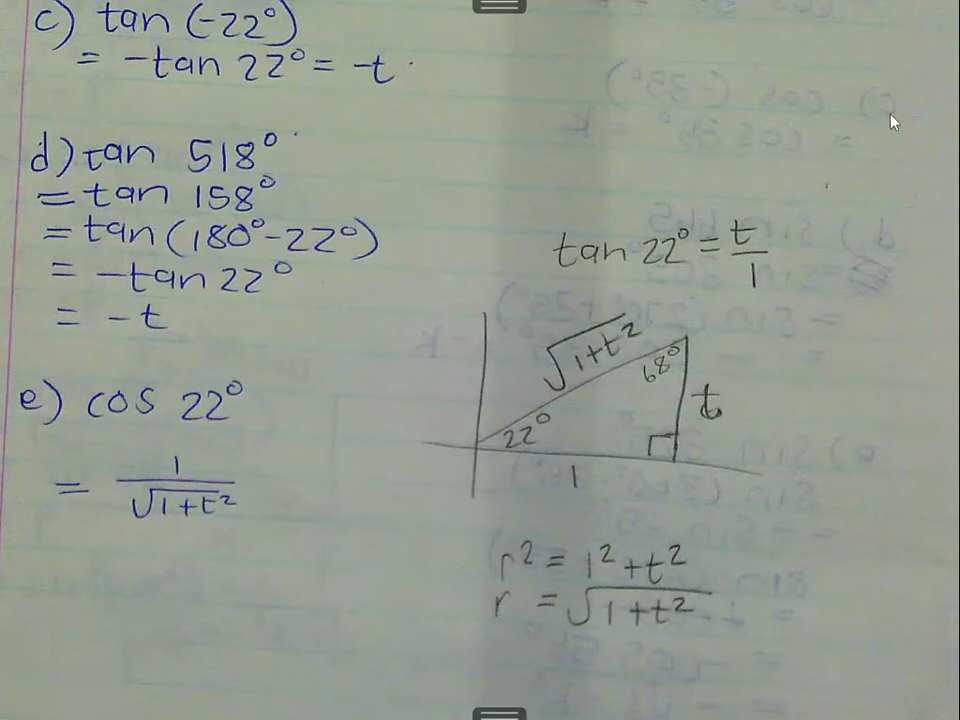 c) tan (-22°)
= -tan 22° = -t
d) tan 518°
= tan 158°
= tan (180° - 22°)
= -tan 22°
= -t
e) cos 22°
= 1/√1+t²
tan 22° = t/1
√1+t²
68°
t
22°
1
r² = 1² + t²
r = √1+t²